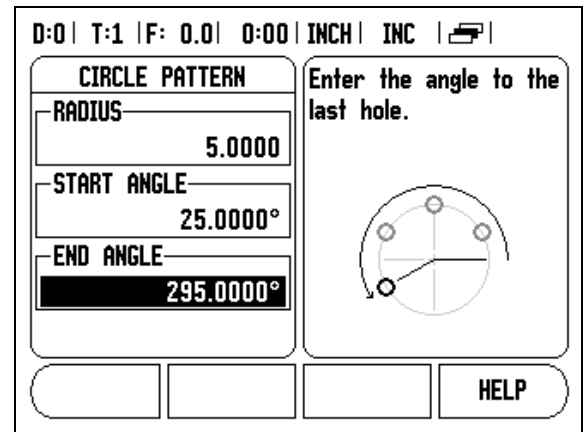 D:0 | T:1 | F: 0.0 | 0:00 | INCH | INC |
CIRCLE PATTERN
RADIUS
5.0000
START ANGLE
25.0000°
END ANGLE
295.0000°
Enter the angle to the
last hole.
HELP